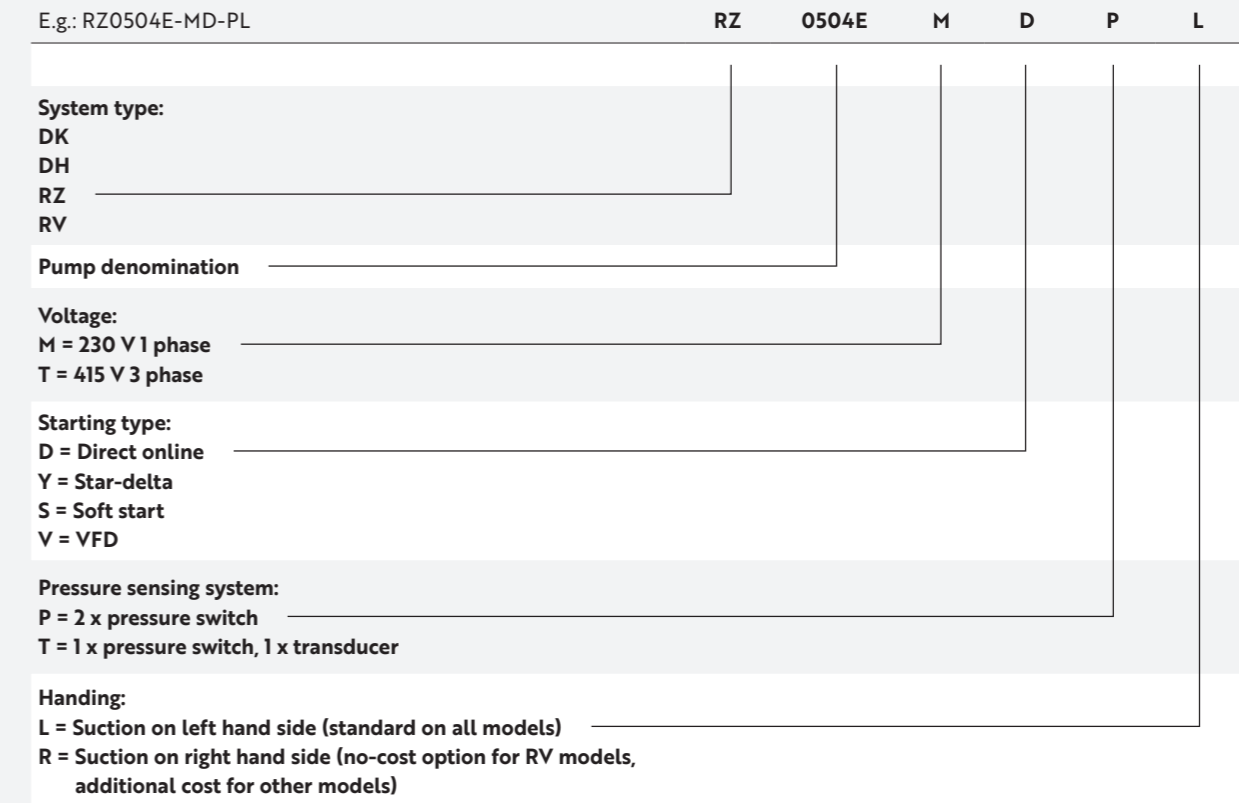 E.g.: RZ0504E-MD-PL RZ 0504E M D P L
System type:
DK
DH
RZ
RV
Pump denomination
Voltage:
M = 230 V 1 phase
T = 415 V 3 phase
Starting type:
D = Direct online
Y = Star-delta
S = Soft start
V = VFD
Pressure sensing system:
P = 2 x pressure switch
T = 1 x pressure switch, 1 x transducer
Handing:
L = Suction on left hand side (standard on all models)
R = Suction on right hand side (no-cost option for RV models,
additional cost for other models)